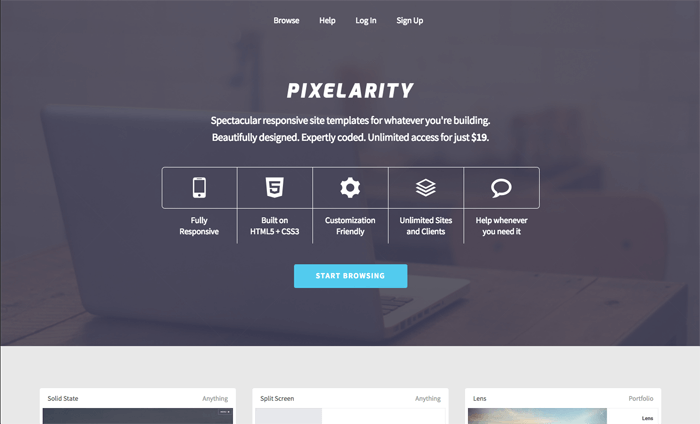 Browse Help Log In Sign Up
PIXELARITY
Spectacular responsive site templates for whatever you're building.
Beautifully designed. Expertly coded. Unlimited access for just $19.
5
Fully
Responsive
Built on
HTML5 + CSS3
Customization
Friendly
Unlimited Sites
and Clients
Help whenever
you need it
START BROWSING
Solid State Anything
Split Screen Anything
Lens Portfolio
Lens